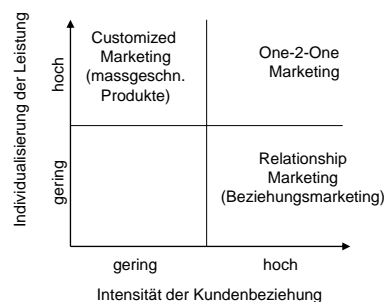 Individualisierung der Leistung
hoch
gering
Customized
Marketing
(massgeschn.
Produkte)
One-2-One
Marketing
Relationship
Marketing
(Beziehungsmarketing)
gering
hoch
Intensität der Kundenbeziehung